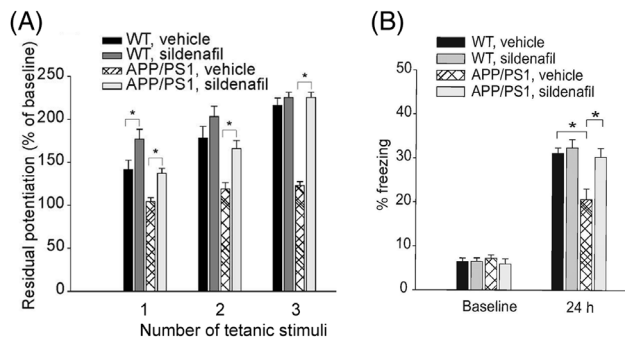 (A)
WT, vehicle
WT, sildenafil
APP/PS1, vehicle
APP/PS1, sildenafil
Residual potentiation (% of baseline)
250
200
150
100
50
0
* * * *
1 2 3
Number of tetanic stimuli
(B)
WT, vehicle
WT, sildenafil
APP/PS1, vehicle
APP/PS1, sildenafil
% freezing
50
40
30
20
10
0
* *
Baseline 24 h